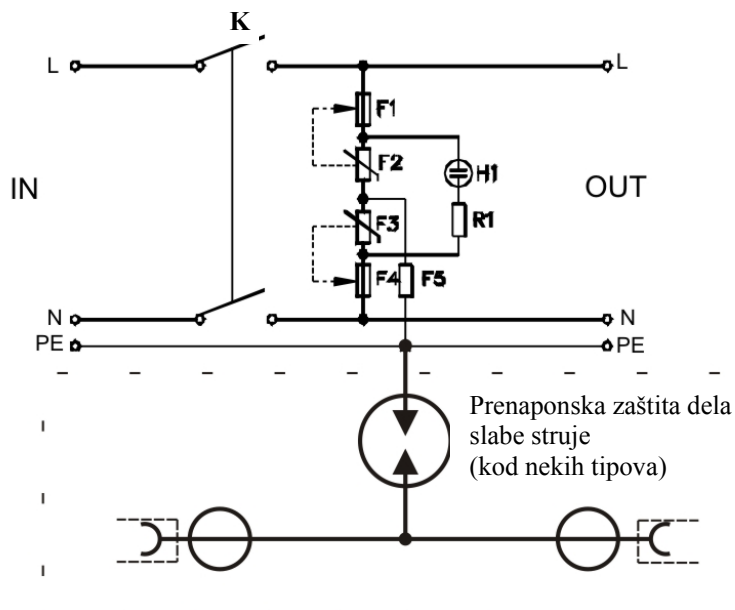 K
L
L
F1
F2
H1
IN
OUT
F3
R1
F4
F5
N
N
PE
PE
Prenaponska zaštita dela
slabe struje
(kod nekih tipova)